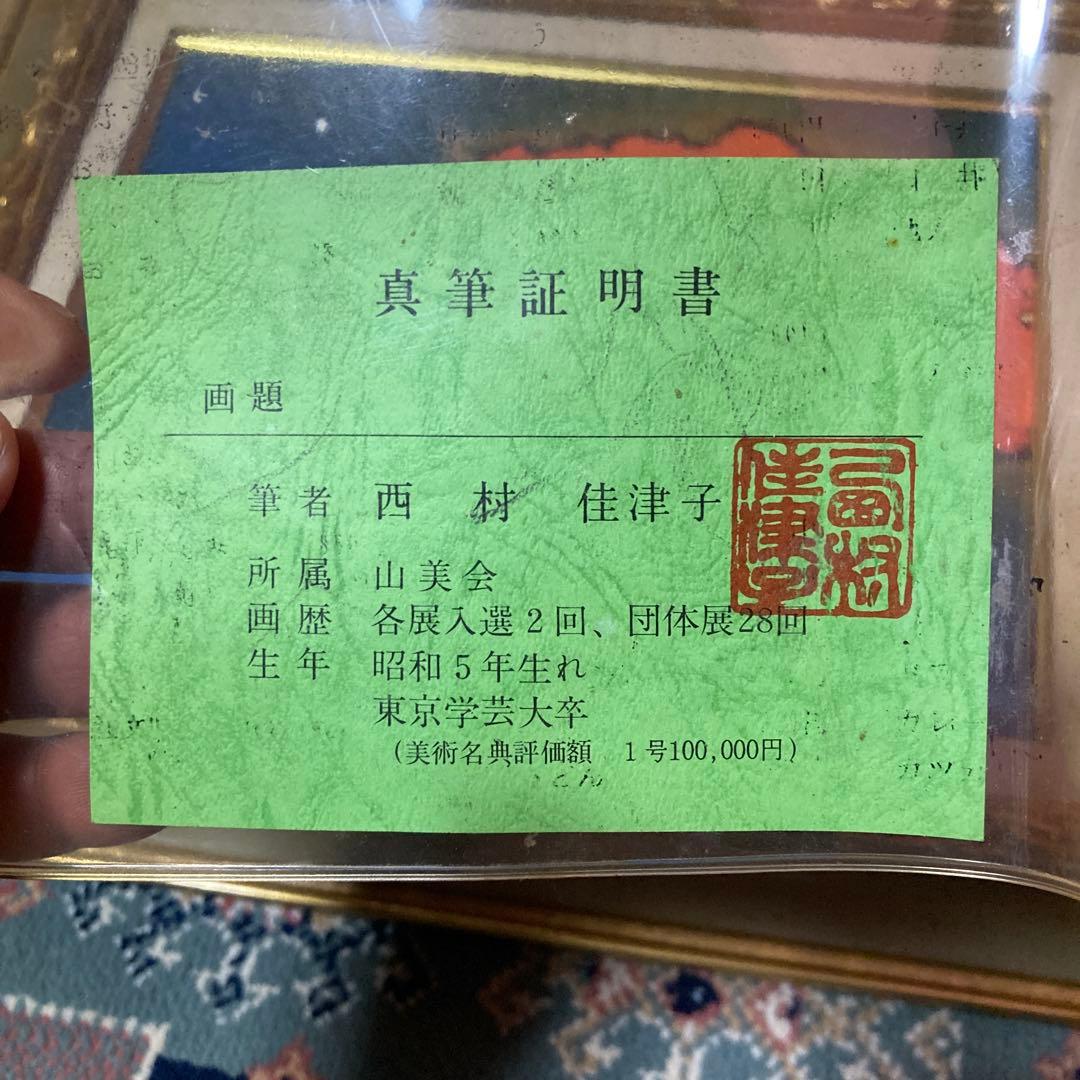 真筆証明書
画題
筆者 西村 佳津子
所属 山美会
画歴 各展入選2回、団体展28回
生年 昭和5年生れ
東京学芸大卒
(美術名典評価額 1号100,000円)